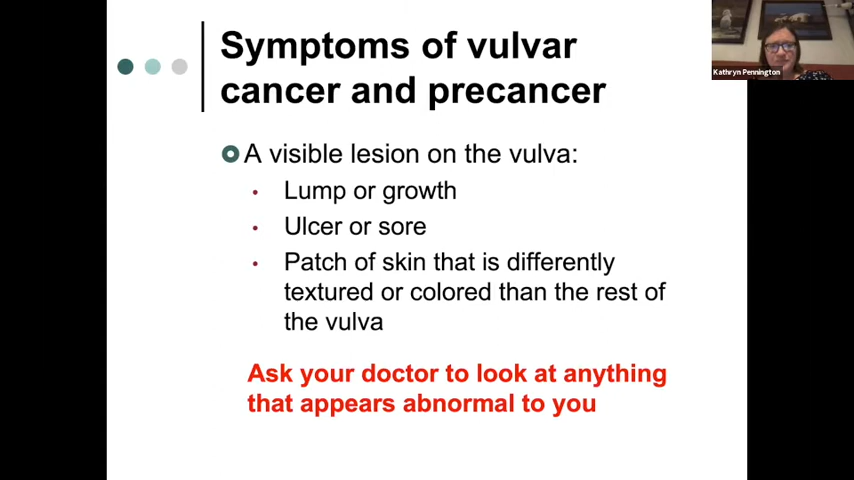 Symptoms of vulvar
cancer and precancer
A visible lesion on the vulva:
Lump or growth
Ulcer or sore
Patch of skin that is differently
textured or colored than the rest of
the vulva
Ask your doctor to look at anything
that appears abnormal to you
Kathryn Pennington